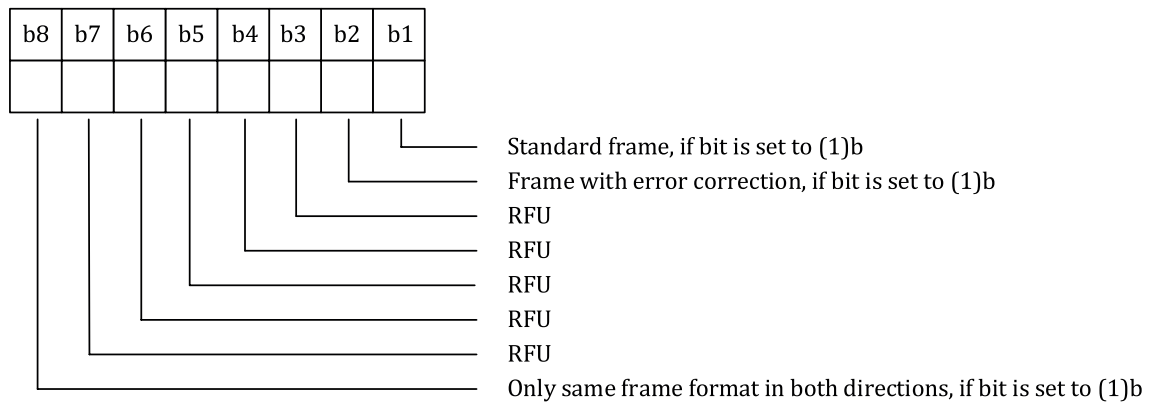 b8 b7 b6 b5 b4 b3 b2 b1
Standard frame, if bit is set to (1)b
Frame with error correction, if bit is set to (1)b
RFU
RFU
RFU
RFU
RFU
Only same frame format in both directions, if bit is set to (1)b